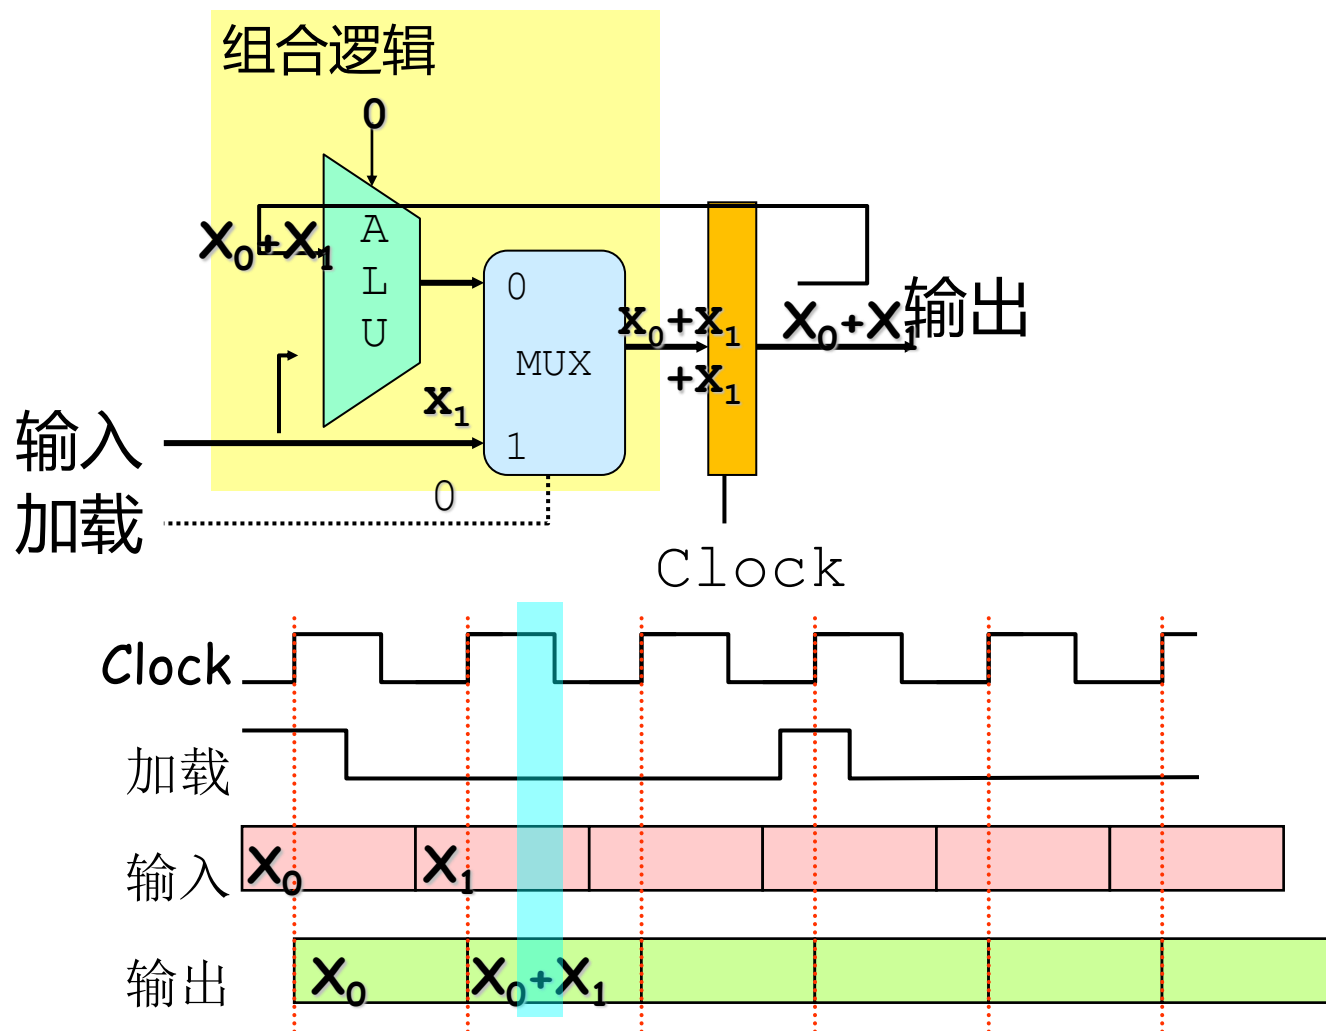 组合逻辑
0
A
L
U
X₀+X₁
0
MUX
1
X₀+X₁
+X₁
X₀+X₁
输出
X₁
输入
0
加载
Clock
Clock
加载
输入 X₀ X₁
输出 X₀ X₀+X₁